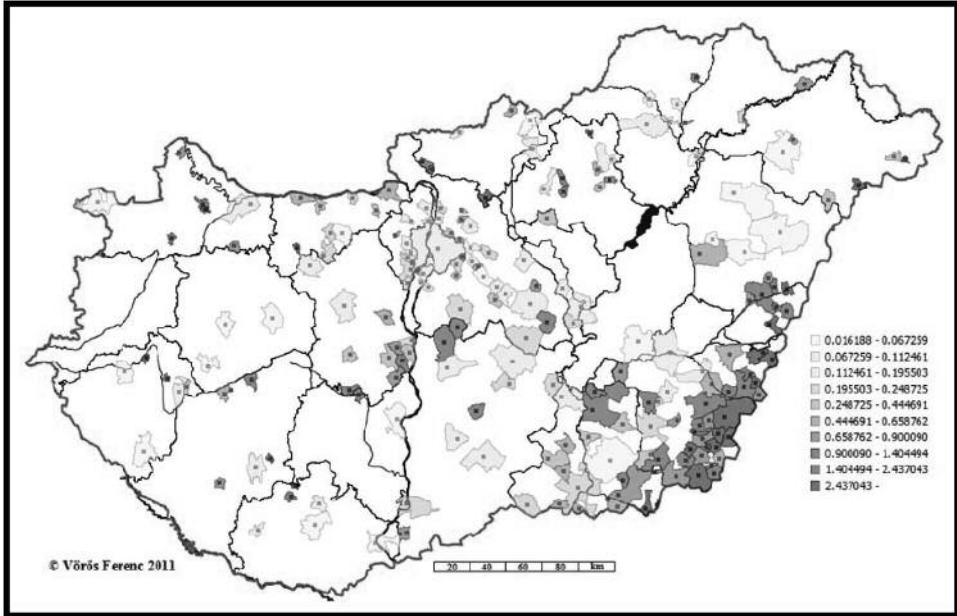 0.016188 - 0.067259
0.067259 - 0.112461
0.112461 - 0.195503
0.195503 - 0.248725
0.248725 - 0.444691
0.444691 - 0.658762
0.658762 - 0.900090
0.900090 - 1.404494
1.404494 - 2.437043
2.437043 -
© Vörös Ferenc 2011
20 40 60 80 km